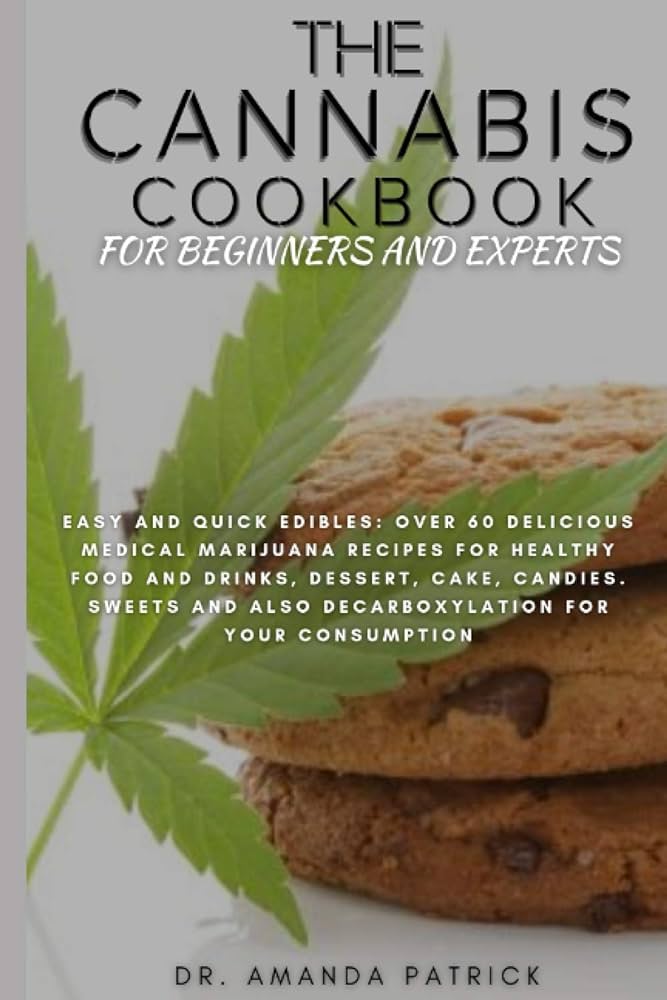 THE
CANNABIS
COOKBOOK
FOR BEGINNERS AND EXPERTS
EASY AND QUICK EDIBLES: OVER 60 DELICIOUS
MEDICAL MARIJUANA RECIPES FOR HEALTHY
FOOD AND DRINKS, DESSERT, CAKE, CANDIES.
SWEETS AND ALSO DECARBOXYLATION FOR
YOUR CONSUMPTION
DR. AMANDA PATRICK